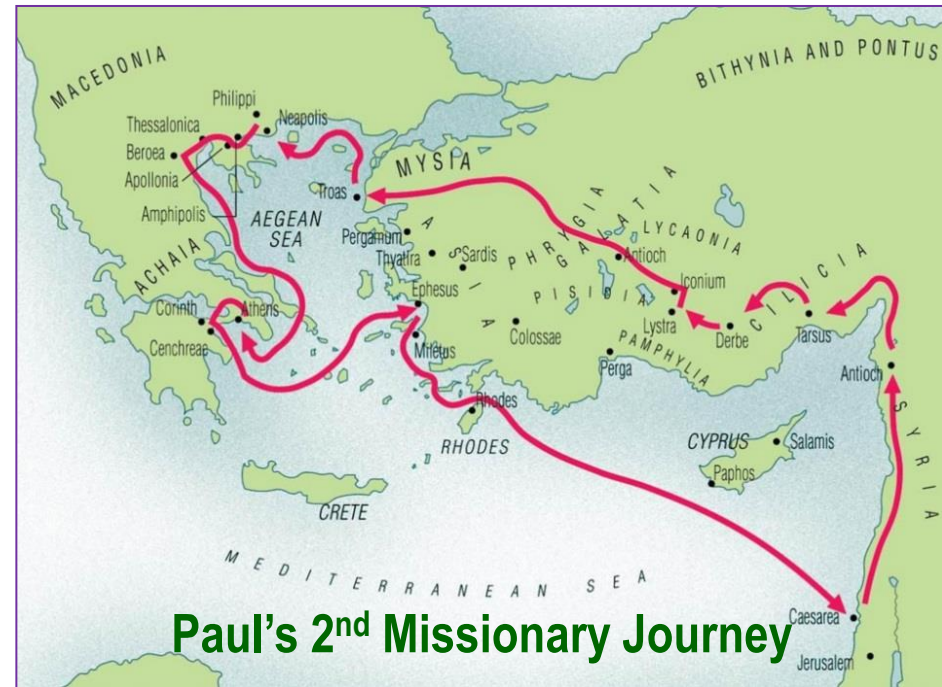 MACEDONIA
BITHYNIA AND PONTUS
Philippi
Neapolis
Thessalonica
Beroea
Apollonia
Amphipolis
MYSIA
Troas
AEGEAN
SEA
Pergamum
Thyatira
Sardis
ASIA
PHRYGIA
GALATIA
LYCAONIA
Antioch
Iconium
PISIDIA
CILICIA
ACHAIA
Corinth
Athens
Cenchreae
Ephesus
Miletus
Colossae
Lystra
Derbe
Tarsus
PAMPHYLIA
Perga
Antioch
SYRIA
Rhodes
RHODES
CYPRUS
Salamis
Paphos
CRETE
MEDITERRANEAN SEA
Caesarea
Jerusalem
Paul's 2nd Missionary Journey